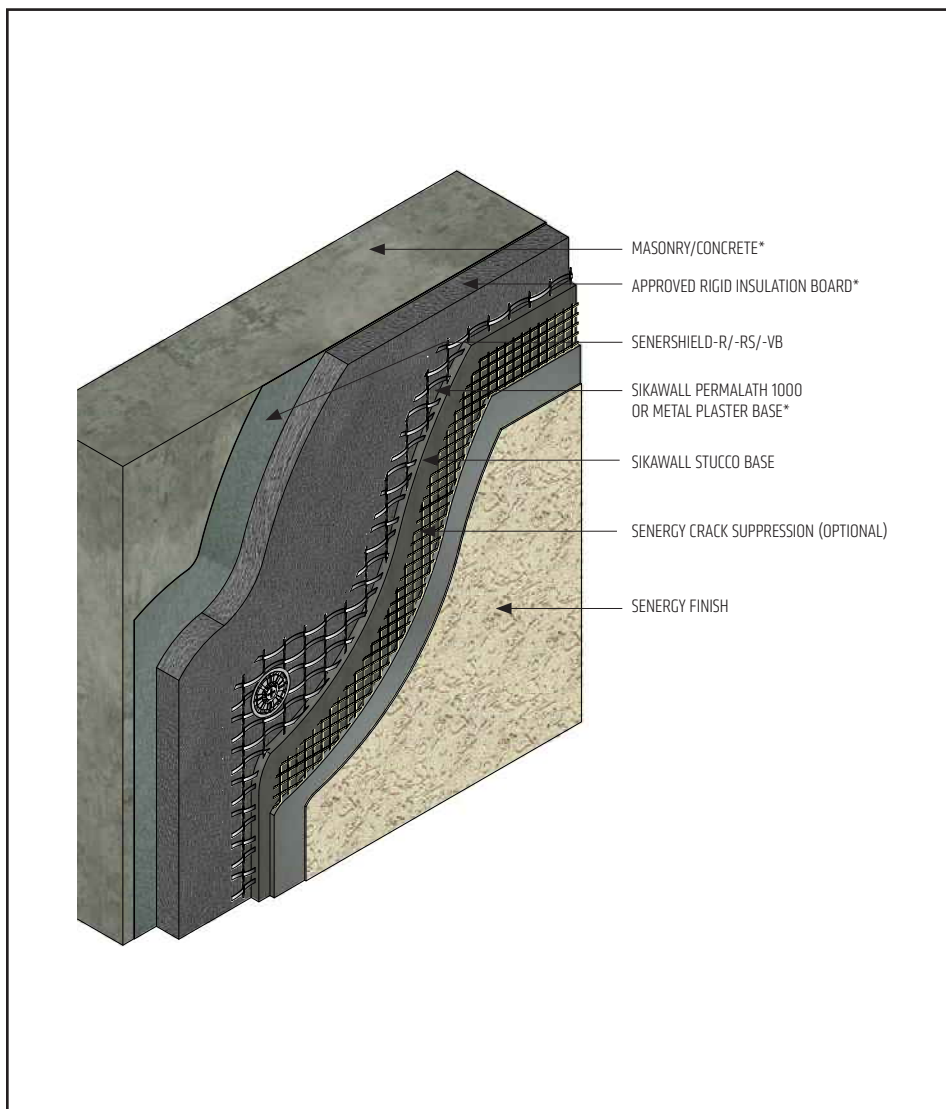 MASONRY/CONCRETE*
APPROVED RIGID INSULATION BOARD*
SENERSHIELD-R/-RS/-VB
SIKAWALL PERMALATH 1000
OR METAL PLASTER BASE*
SIKAWALL STUCCO BASE
SENERGY CRACK SUPPRESSION (OPTIONAL)
SENERGY FINISH